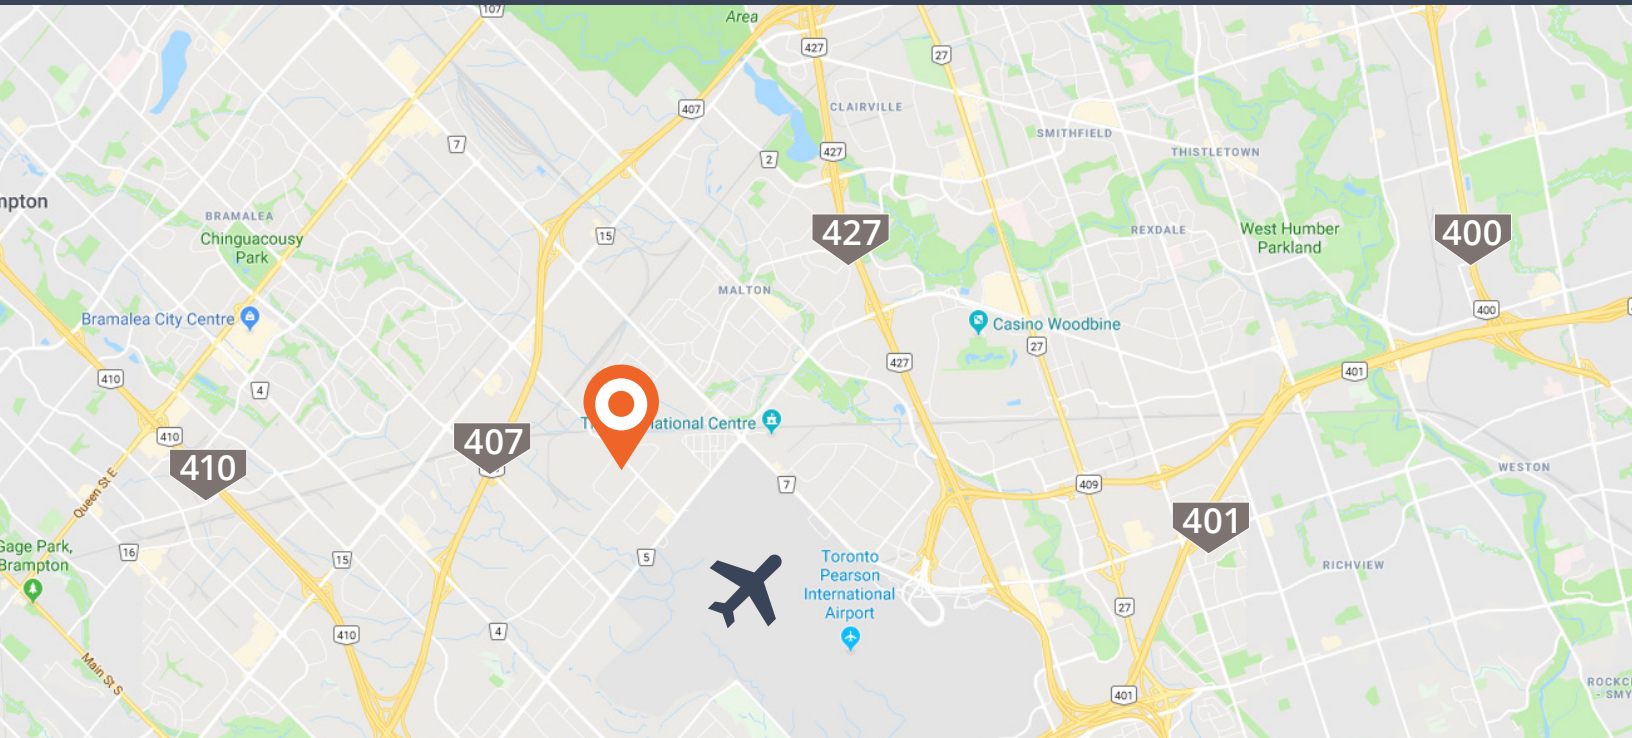 107
Area
427
27
407
CLAIRVILLE
SMITHFIELD
7
2
427
THISTLETOWN
mpton
BRAMALEA
Chinguacousy
Park
15
427
REXDALE
West Humber
Parkland
400
MALTON
Bramalea City Centre
Casino Woodbine
400
27
427
401
410
4
ational Centre
410
407
410
Queen St E
7
409
WESTON
401
Gage Park,
Brampton
16
15
5
Toronto
Pearson
International
Airport
RICHVIEW
27
410
4
Main St S
401
ROCKC
- SMY